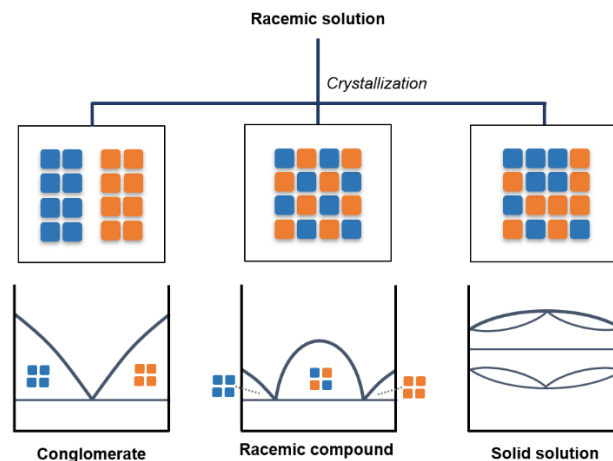 Racemic solution
Crystallization
Conglomerate
Racemic compound
Solid solution